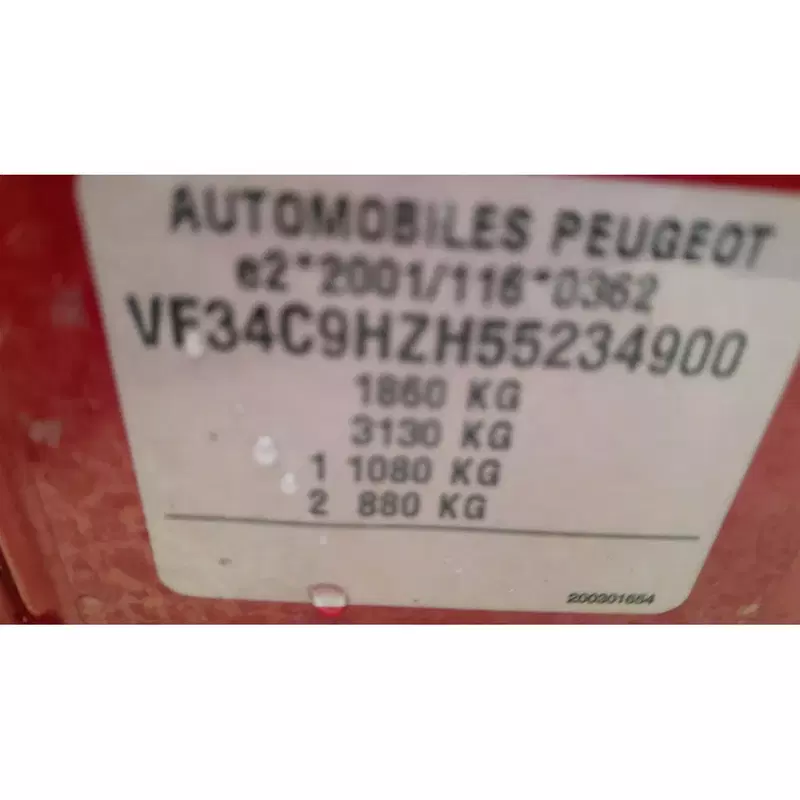 AUTOMOBILES PEUGEOT
e2*2001/116*0362
VF34C9HZH55234900
1860 KG
3130 KG
1 1080 KG
2 880 KG
200301654